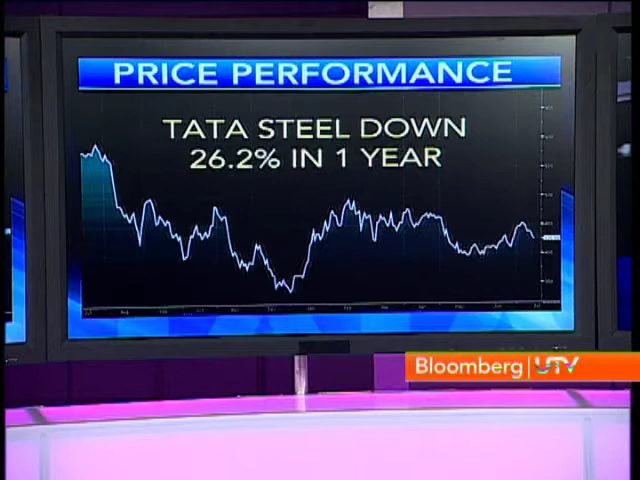 PRICE PERFORMANCE
TATA STEEL DOWN
26.2% IN 1 YEAR
Bloomberg UTV